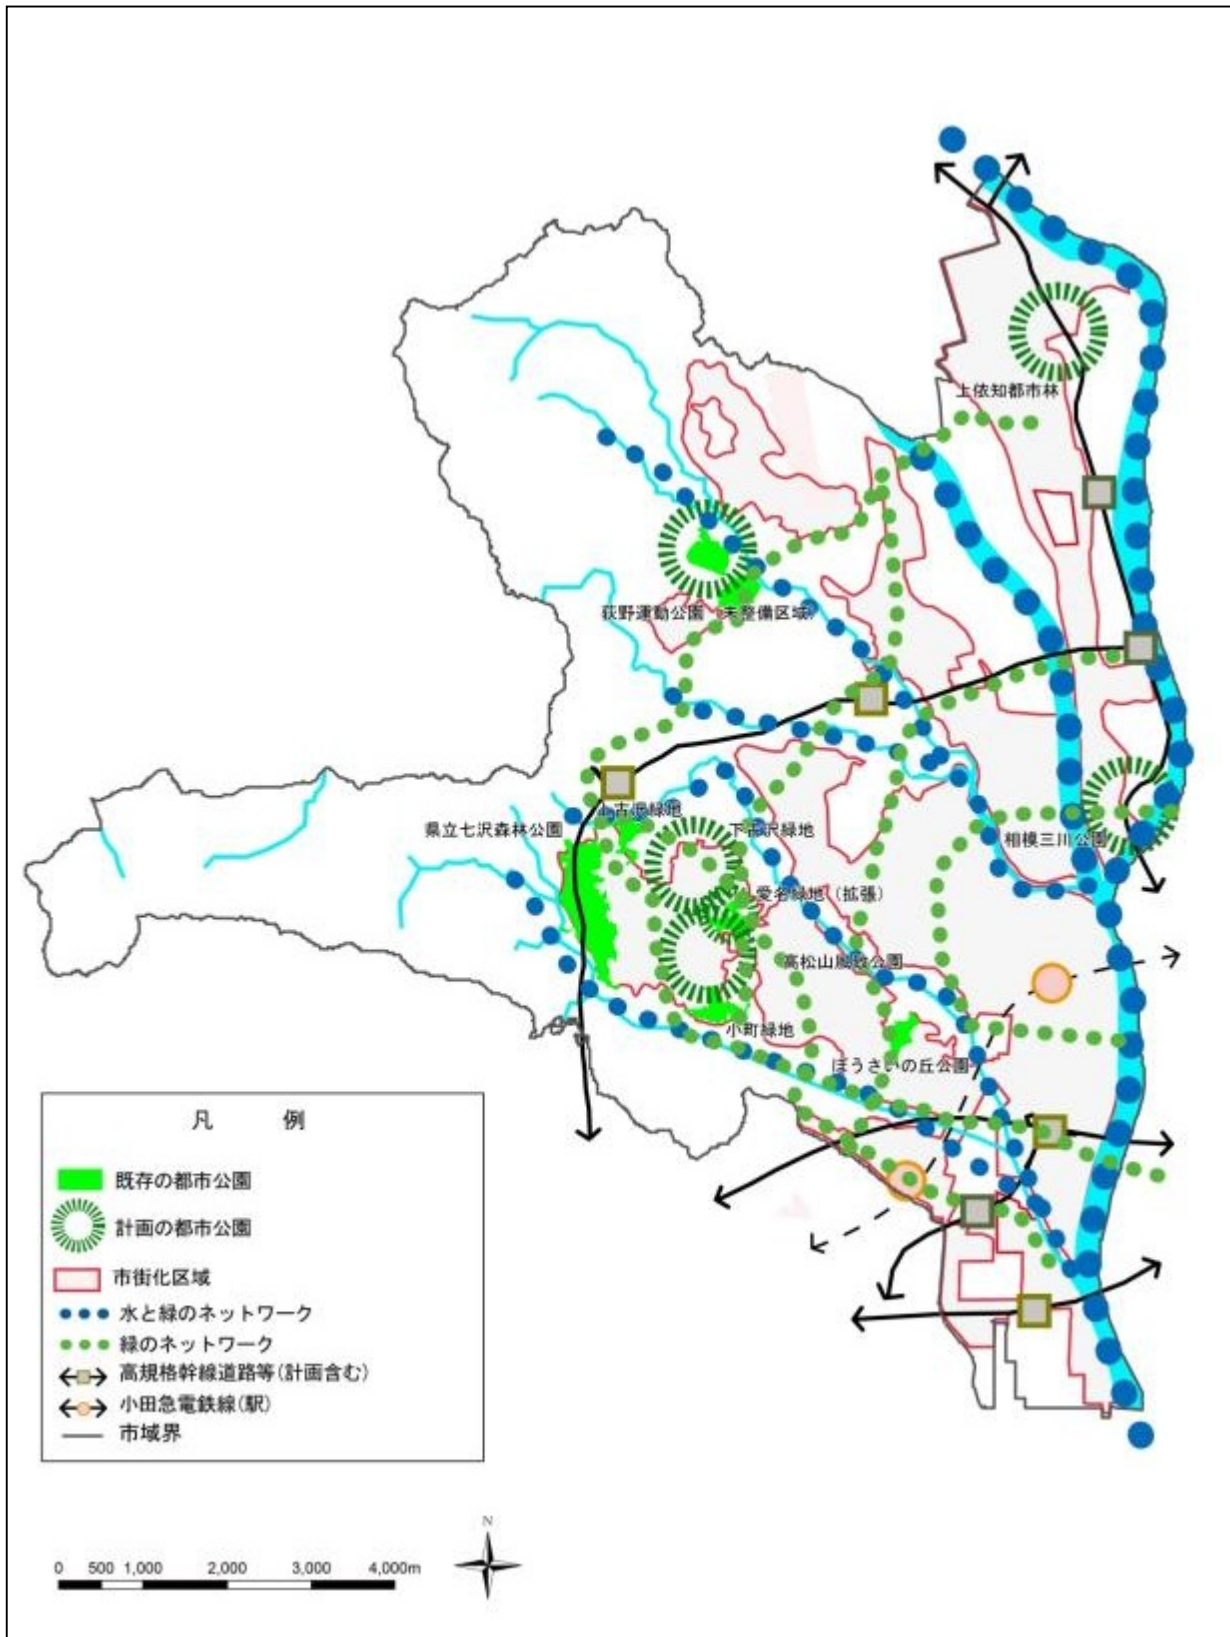 上依知都市林
荻野運動公園（未整備区域）
上古沢緑地
県立七沢森林公園
下古沢緑地
相模三川公園
愛名緑地（拡張）
高松山風致公園
小町緑地
ぼうさいの丘公園
凡 例
既存の都市公園
計画の都市公園
市街化区域
水と緑のネットワーク
緑のネットワーク
高規格幹線道路等(計画含む)
小田急電鉄線(駅)
市域界
N
0 500 1,000 2,000 3,000 4,000m